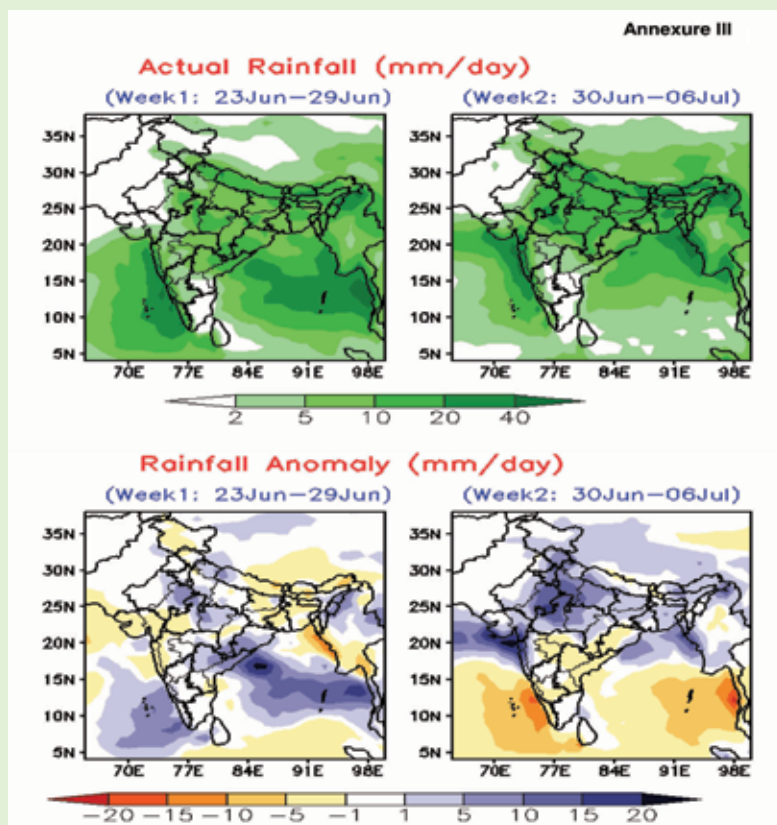 Annexure III
Actual Rainfall (mm/day)
(Week1: 23Jun–29Jun) (Week2: 30Jun–06Jul)
35N 35N
30N 30N
25N 25N
20N 20N
15N 15N
10N 10N
5N 5N
70E 77E 84E 91E 98E 70E 77E 84E 91E 98E
2 5 10 20 40
Rainfall Anomaly (mm/day)
(Week1: 23Jun–29Jun) (Week2: 30Jun–06Jul)
35N 35N
30N 30N
25N 25N
20N 20N
15N 15N
10N 10N
5N 5N
70E 77E 84E 91E 98E 70E 77E 84E 91E 98E
−20 −15 −10 −5 −1 1 5 10 15 20